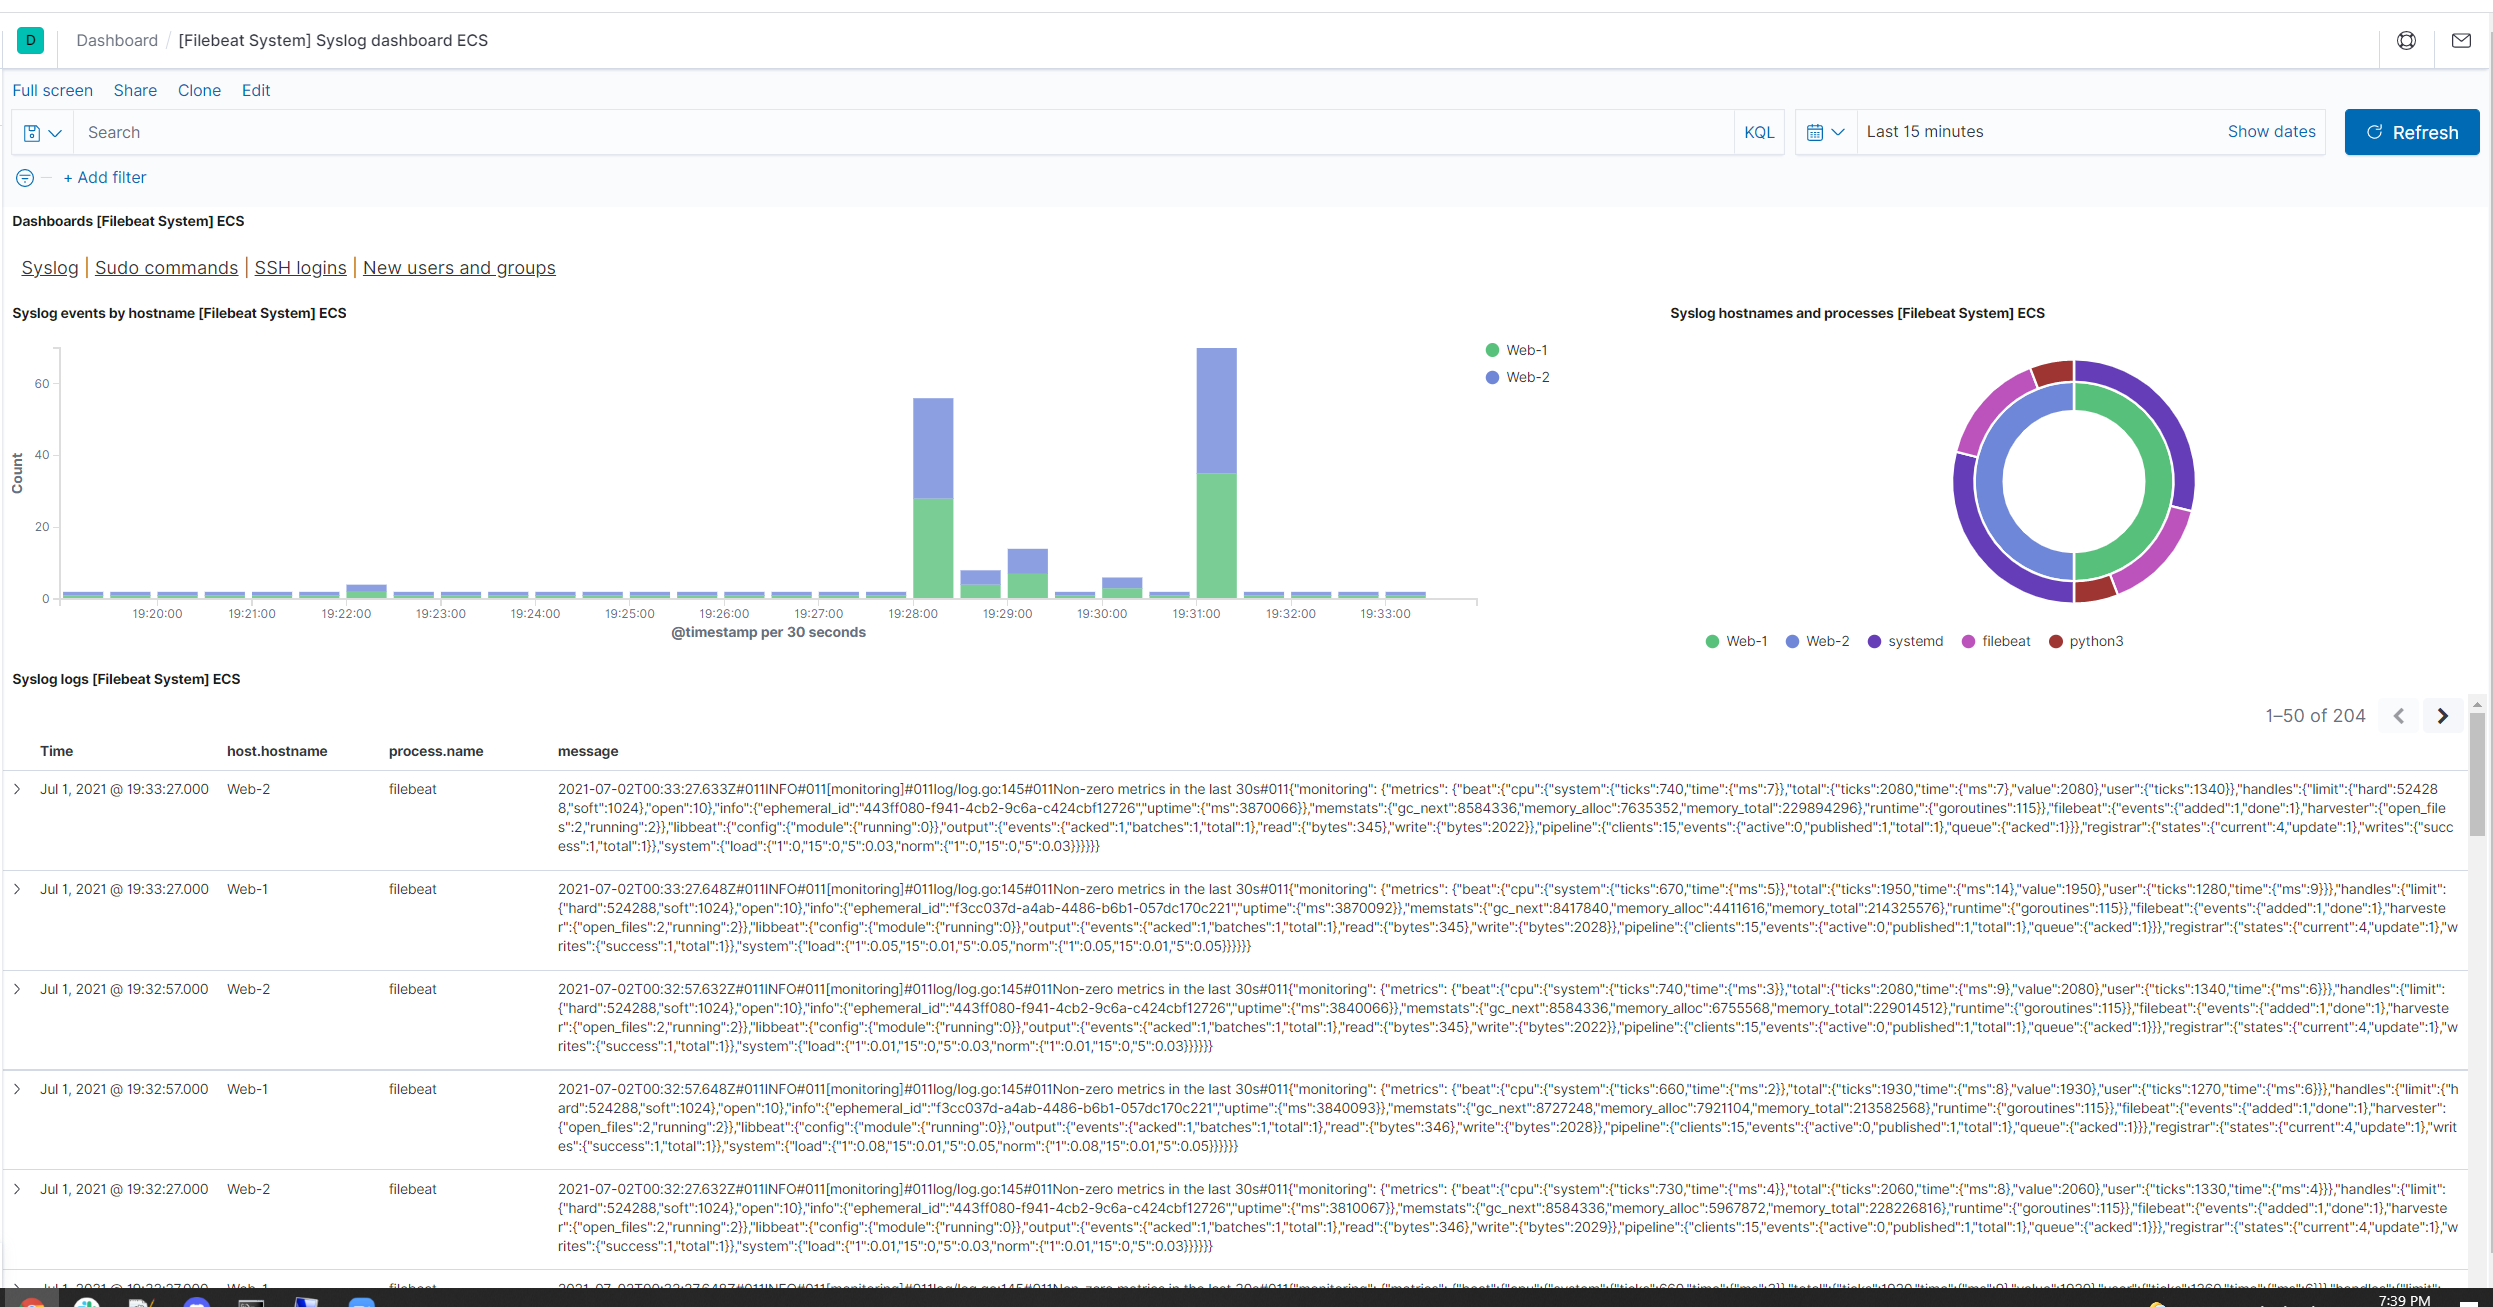 D Dashboard / [Filebeat System] Syslog dashboard ECS
Full screen Share Clone Edit
Search KQL Last 15 minutes Show dates Refresh
+ Add filter
Dashboards [Filebeat System] ECS
Syslog | Sudo commands | SSH logins | New users and groups
Syslog events by hostname [Filebeat System] ECS
Web-1
Web-2
60
40
20
0
Count
19:20:00 19:21:00 19:22:00 19:23:00 19:24:00 19:25:00 19:26:00 19:27:00 19:28:00 19:29:00 19:30:00 19:31:00 19:32:00 19:33:00
@timestamp per 30 seconds
Syslog hostnames and processes [Filebeat System] ECS
Web-1 Web-2 systemd filebeat python3
Syslog logs [Filebeat System] ECS
1–50 of 204
Time host.hostname process.name message
Jul 1, 2021 @ 19:33:27.000 Web-2 filebeat 2021-07-02T00:33:27.633Z#011INFO#011[monitoring]#011log/log.go:145#011Non-zero metrics in the last 30s#011{"monitoring": {"metrics": {"beat":{"cpu":{"system":{"ticks":740,"time":{"ms":7}},"total":{"ticks":2080,"time":{"ms":7},"value":2080},"user":{"ticks":1340}},"handles":{"limit":{"hard":52428
8,"soft":1024},"open":10},"info":{"ephemeral_id":"443ff080-f941-4cb2-9c6a-c424cbf12726","uptime":{"ms":3870066}},"memstats":{"gc_next":8584336,"memory_alloc":7635352,"memory_total":229894296},"runtime":{"goroutines":115}},"filebeat":{"events":{"added":1,"done":1},"harvester":{"open_file
s":2,"running":2}},"libbeat":{"config":{"module":{"running":0}},"output":{"events":{"acked":1,"batches":1,"total":1},"read":{"bytes":345},"write":{"bytes":2022}},"pipeline":{"clients":15,"events":{"active":0,"published":1,"total":1},"queue":{"acked":1}}},"registrar":{"states":{"current":4,"update":1},"writes":{"succ
ess":1,"total":1}},"system":{"load":{"1":0,"15":0,"5":0.03,"norm":{"1":0,"15":0,"5":0.03}}}}}}
Jul 1, 2021 @ 19:33:27.000 Web-1 filebeat 2021-07-02T00:33:27.648Z#011INFO#011[monitoring]#011log/log.go:145#011Non-zero metrics in the last 30s#011{"monitoring": {"metrics": {"beat":{"cpu":{"system":{"ticks":670,"time":{"ms":5}},"total":{"ticks":1950,"time":{"ms":14},"value":1950},"user":{"ticks":1280,"time":{"ms":9}}},"handles":{"limit":
{"hard":524288,"soft":1024},"open":10},"info":{"ephemeral_id":"f3cc037d-a4ab-4486-b6b1-057dc170c221","uptime":{"ms":3870092}},"memstats":{"gc_next":8417840,"memory_alloc":4411616,"memory_total":214325576},"runtime":{"goroutines":115}},"filebeat":{"events":{"added":1,"done":1},"harveste
r":{"open_files":2,"running":2}},"libbeat":{"config":{"module":{"running":0}},"output":{"events":{"acked":1,"batches":1,"total":1},"read":{"bytes":345},"write":{"bytes":2028}},"pipeline":{"clients":15,"events":{"active":0,"published":1,"total":1},"queue":{"acked":1}}},"registrar":{"states":{"current":4,"update":1},"w
rites":{"success":1,"total":1}},"system":{"load":{"1":0.05,"15":0.01,"5":0.05,"norm":{"1":0.05,"15":0.01,"5":0.05}}}}}}
Jul 1, 2021 @ 19:32:57.000 Web-2 filebeat 2021-07-02T00:32:57.632Z#011INFO#011[monitoring]#011log/log.go:145#011Non-zero metrics in the last 30s#011{"monitoring": {"metrics": {"beat":{"cpu":{"system":{"ticks":740,"time":{"ms":3}},"total":{"ticks":2080,"time":{"ms":9},"value":2080},"user":{"ticks":1340,"time":{"ms":6}}},"handles":{"limit":
{"hard":524288,"soft":1024},"open":10},"info":{"ephemeral_id":"443ff080-f941-4cb2-9c6a-c424cbf12726","uptime":{"ms":3840066}},"memstats":{"gc_next":8584336,"memory_alloc":6755568,"memory_total":229014512},"runtime":{"goroutines":115}},"filebeat":{"events":{"added":1,"done":1},"harveste
r":{"open_files":2,"running":2}},"libbeat":{"config":{"module":{"running":0}},"output":{"events":{"acked":1,"batches":1,"total":1},"read":{"bytes":345},"write":{"bytes":2022}},"pipeline":{"clients":15,"events":{"active":0,"published":1,"total":1},"queue":{"acked":1}}},"registrar":{"states":{"current":4,"update":1},"w
rites":{"success":1,"total":1}},"system":{"load":{"1":0.01,"15":0,"5":0.03,"norm":{"1":0.01,"15":0,"5":0.03}}}}}}
Jul 1, 2021 @ 19:32:57.000 Web-1 filebeat 2021-07-02T00:32:57.648Z#011INFO#011[monitoring]#011log/log.go:145#011Non-zero metrics in the last 30s#011{"monitoring": {"metrics": {"beat":{"cpu":{"system":{"ticks":660,"time":{"ms":2}},"total":{"ticks":1930,"time":{"ms":8},"value":1930},"user":{"ticks":1270,"time":{"ms":6}}},"handles":{"limit":{"h
ard":524288,"soft":1024},"open":10},"info":{"ephemeral_id":"f3cc037d-a4ab-4486-b6b1-057dc170c221","uptime":{"ms":3840093}},"memstats":{"gc_next":8727248,"memory_alloc":7921104,"memory_total":213582568},"runtime":{"goroutines":115}},"filebeat":{"events":{"added":1,"done":1},"harvester":
{"open_files":2,"running":2}},"libbeat":{"config":{"module":{"running":0}},"output":{"events":{"acked":1,"batches":1,"total":1},"read":{"bytes":346},"write":{"bytes":2028}},"pipeline":{"clients":15,"events":{"active":0,"published":1,"total":1},"queue":{"acked":1}}},"registrar":{"states":{"current":4,"update":1},"writ
es":{"success":1,"total":1}},"system":{"load":{"1":0.08,"15":0.01,"5":0.05,"norm":{"1":0.08,"15":0.01,"5":0.05}}}}}}
Jul 1, 2021 @ 19:32:27.000 Web-2 filebeat 2021-07-02T00:32:27.632Z#011INFO#011[monitoring]#011log/log.go:145#011Non-zero metrics in the last 30s#011{"monitoring": {"metrics": {"beat":{"cpu":{"system":{"ticks":730,"time":{"ms":4}},"total":{"ticks":2060,"time":{"ms":8},"value":2060},"user":{"ticks":1330,"time":{"ms":4}}},"handles":{"limit":
{"hard":524288,"soft":1024},"open":10},"info":{"ephemeral_id":"443ff080-f941-4cb2-9c6a-c424cbf12726","uptime":{"ms":3810067}},"memstats":{"gc_next":8584336,"memory_alloc":5967872,"memory_total":228226816},"runtime":{"goroutines":115}},"filebeat":{"events":{"added":1,"done":1},"harveste
r":{"open_files":2,"running":2}},"libbeat":{"config":{"module":{"running":0}},"output":{"events":{"acked":1,"batches":1,"total":1},"read":{"bytes":346},"write":{"bytes":2029}},"pipeline":{"clients":15,"events":{"active":0,"published":1,"total":1},"queue":{"acked":1}}},"registrar":{"states":{"current":4,"update":1},"w
rites":{"success":1,"total":1}},"system":{"load":{"1":0.01,"15":0,"5":0.03,"norm":{"1":0.01,"15":0,"5":0.03}}}}}}
7:39 PM